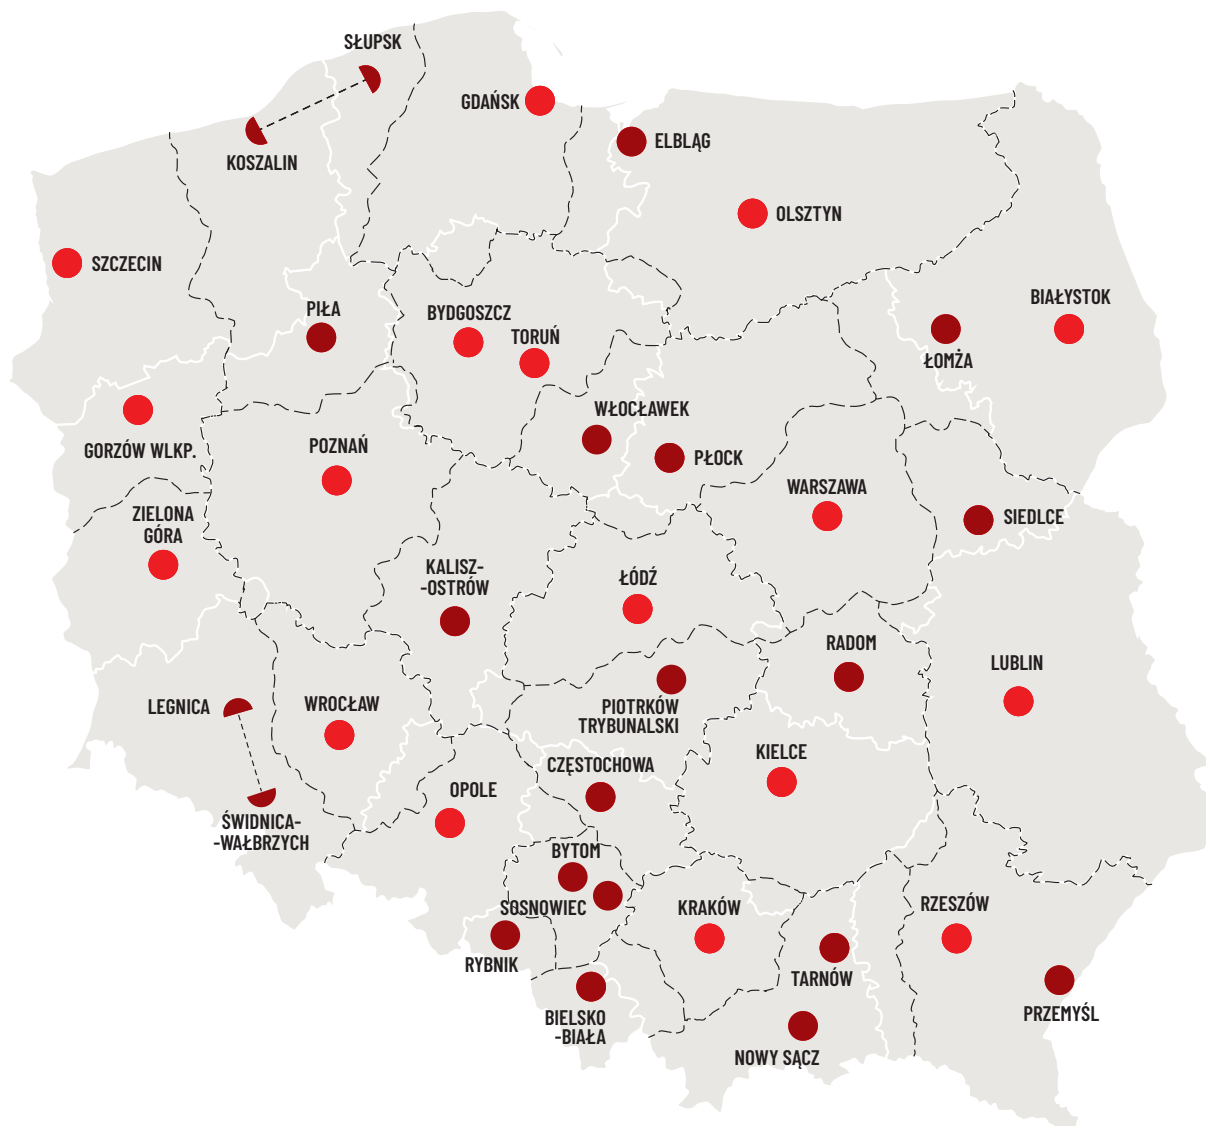 SŁUPSK
GDAŃSK
ELBLĄG
KOSZALIN
OLSZTYN
SZCZECIN
BIAŁYSTOK
PIŁA
BYDGOSZCZ
TORUŃ
ŁOMŻA
WŁOCŁAWEK
GORZÓW WLKP.
POZNAŃ
PŁOCK
WARSZAWA
ZIELONA
GÓRA
SIEDLCE
KALISZ-
-OSTRÓW
ŁÓDŹ
RADOM
LUBLIN
LEGNICA
WROCŁAW
PIOTRKÓW
TRYBUNALSKI
KIELCE
CZĘSTOCHOWA
OPOLE
ŚWIDNICA-
-WAŁBRZYCH
BYTOM
SOSNOWIEC
KRAKÓW
RZESZÓW
RYBNIK
TARNÓW
BIELSKO
-BIAŁA
PRZEMYŚL
NOWY SĄCZ